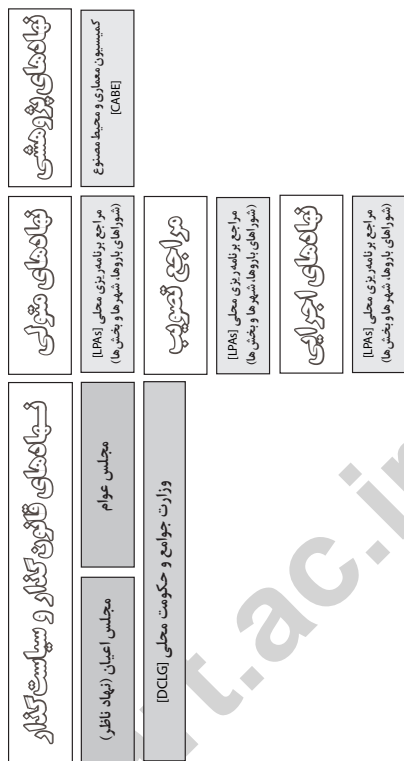 نهادهای قانون‌گذار و سیاست‌گذار
مجلس عوام
مجلس اعیان (نهاد ناظر)
وزارت جوامع و حکومت محلی [DCLG]
نهادهای متولی
مراجع برنامه‌ریزی محلی [LPAs]
(شوراهای باروها، شهرها و بخش‌ها)
مراجع تصویب
مراجع برنامه‌ریزی محلی [LPAs]
(شوراهای باروها، شهرها و بخش‌ها)
نهادهای اجرایی
مراجع برنامه‌ریزی محلی [LPAs]
(شوراهای باروها، شهرها و بخش‌ها)
نهادهای پژوهشی
کمیسیون معماری و محیط مصنوع
[CABE]
t.ac.ir